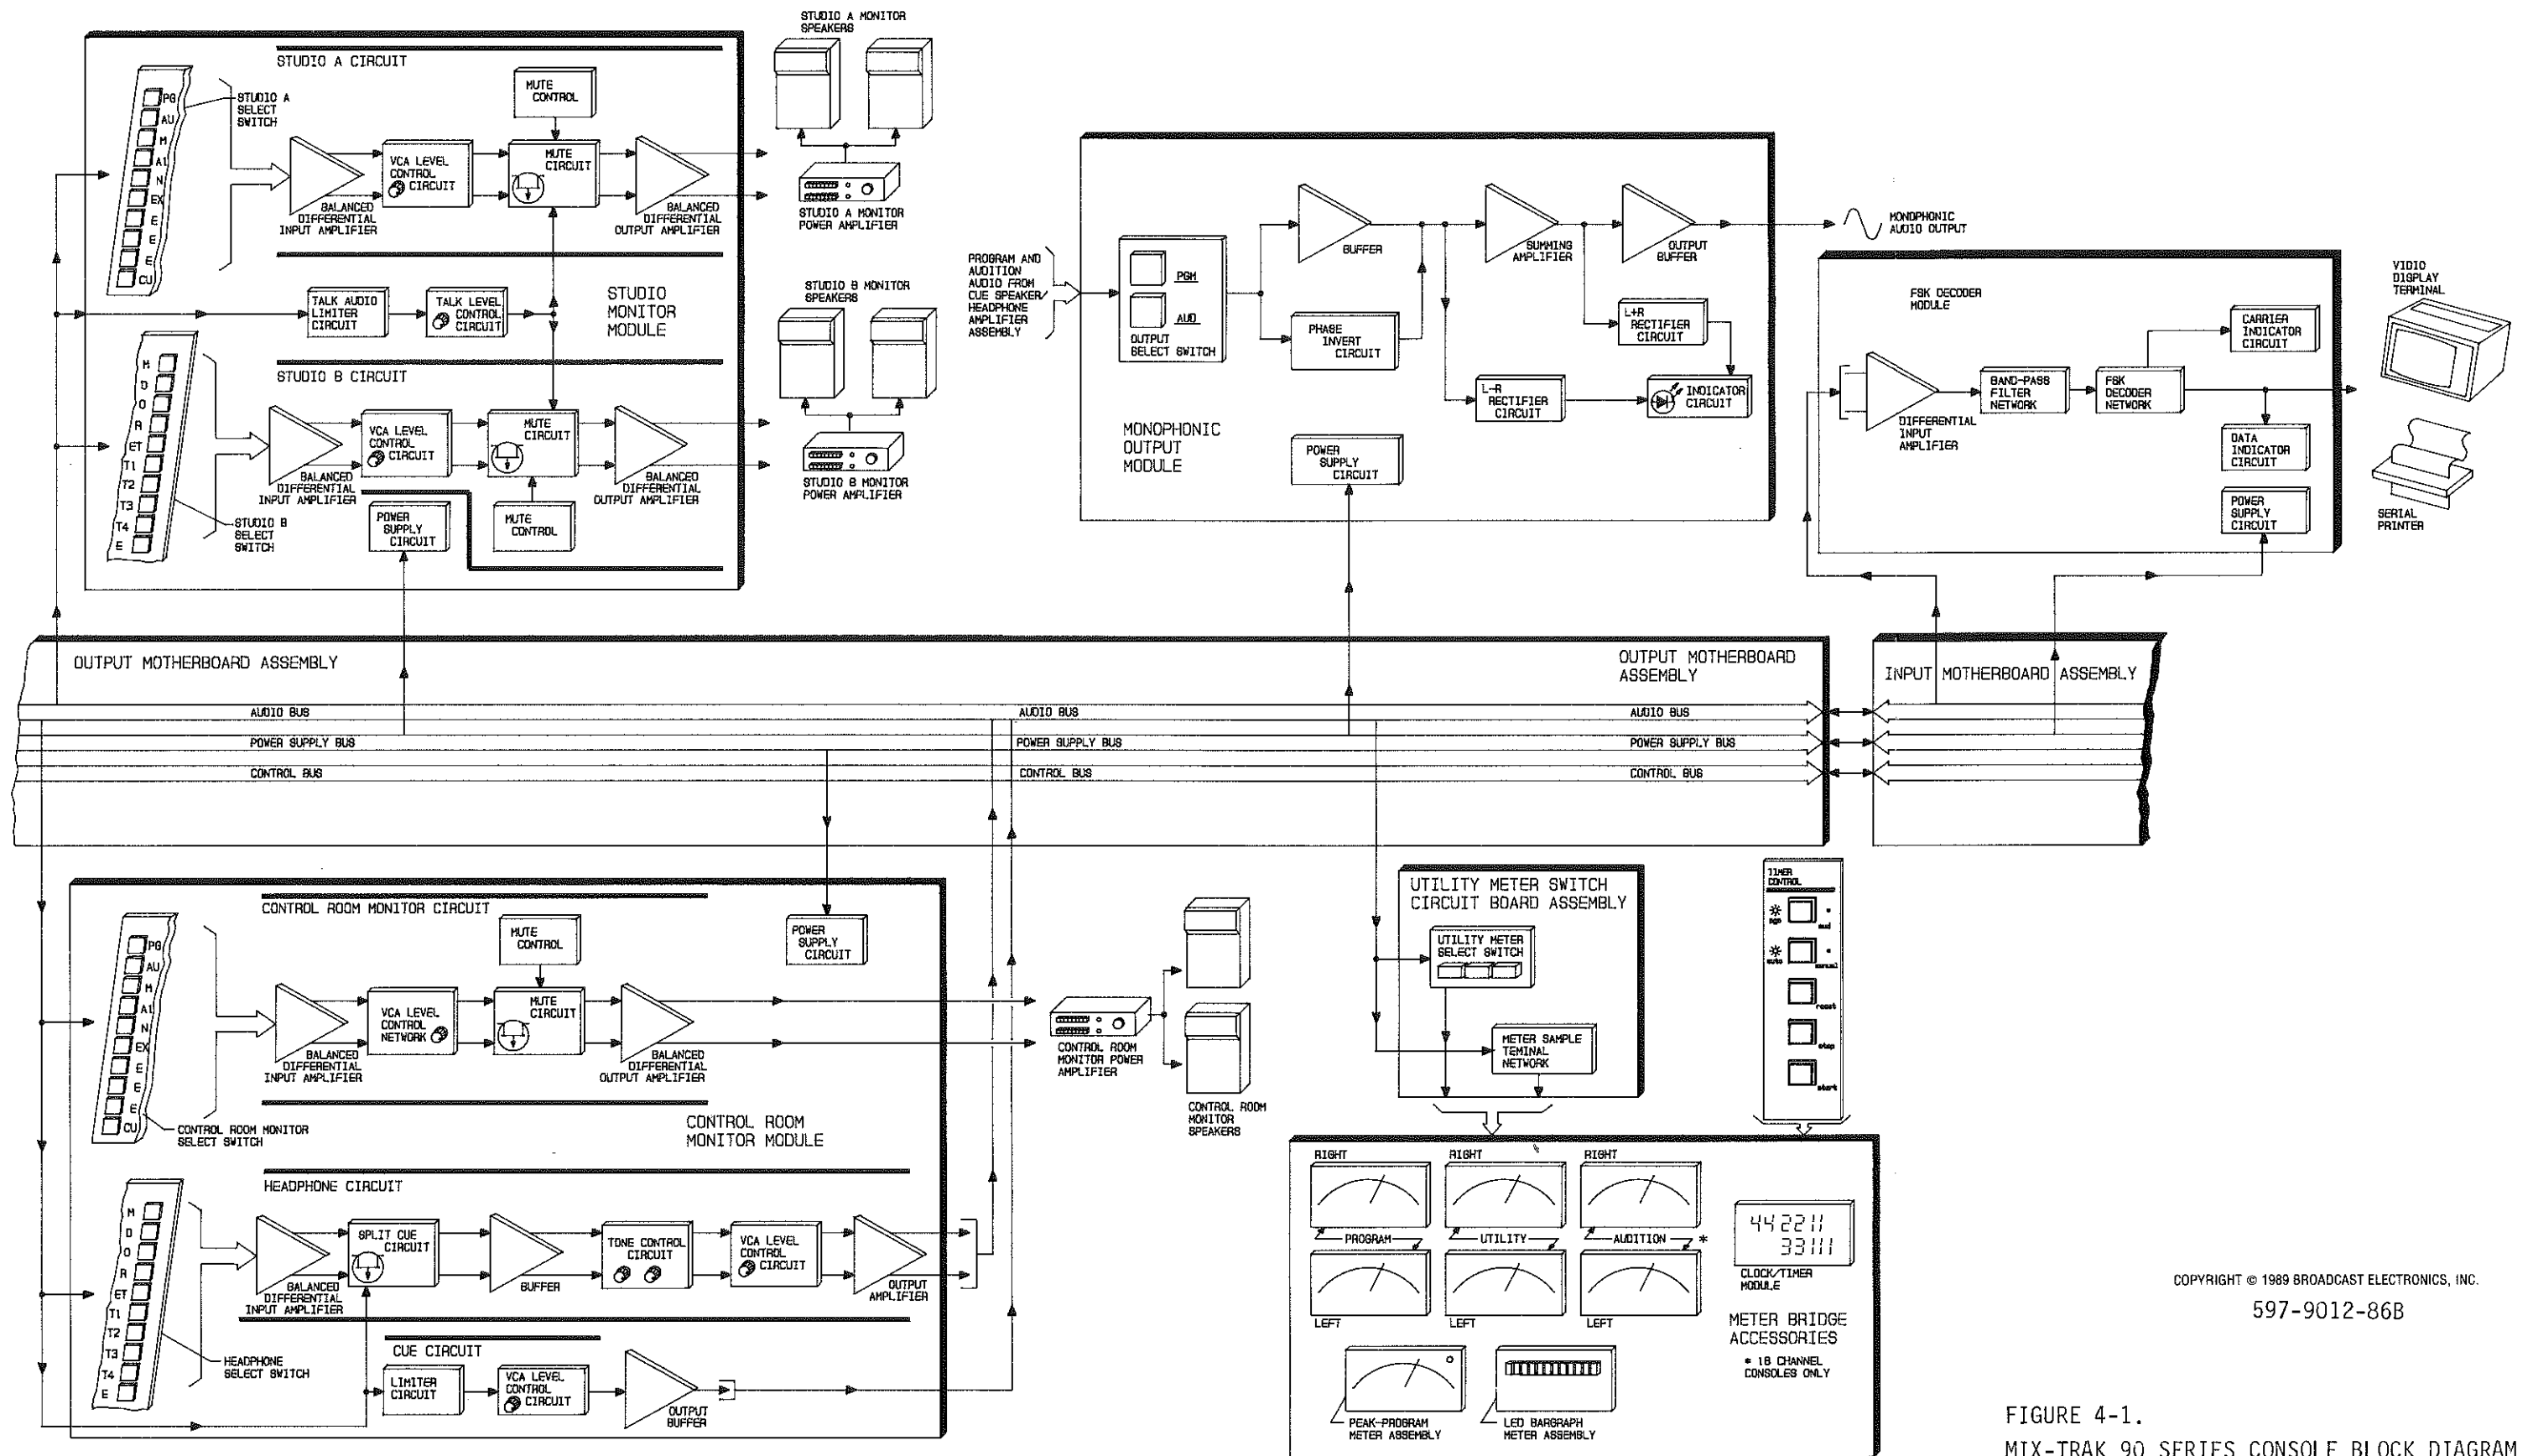 STUDIO A CIRCUIT
PG
AU
M
A1
N
EX
E
E
E
CU
STUDIO A
SELECT
SWITCH
MUTE
CONTROL
VCA LEVEL
CONTROL
CIRCUIT
MUTE
CIRCUIT
BALANCED
DIFFERENTIAL
INPUT AMPLIFIER
BALANCED
DIFFERENTIAL
OUTPUT AMPLIFIER
STUDIO A MONITOR
SPEAKERS
STUDIO A MONITOR
POWER AMPLIFIER
TALK AUDIO
LIMITER
CIRCUIT
TALK LEVEL
CONTROL
CIRCUIT
STUDIO
MONITOR
MODULE
STUDIO B CIRCUIT
M
D
O
R
ET
T1
T2
T3
T4
E
STUDIO B
SELECT
SWITCH
VCA LEVEL
CONTROL
CIRCUIT
MUTE
CIRCUIT
BALANCED
DIFFERENTIAL
INPUT AMPLIFIER
BALANCED
DIFFERENTIAL
OUTPUT AMPLIFIER
POWER
SUPPLY
CIRCUIT
MUTE
CONTROL
STUDIO B MONITOR
SPEAKERS
STUDIO B MONITOR
POWER AMPLIFIER
PROGRAM AND
AUDITION
AUDIO FROM
CUE SPEAKER/
HEADPHONE
AMPLIFIER
ASSEMBLY
PGM
AUD
OUTPUT
SELECT SWITCH
BUFFER
PHASE
INVERT
CIRCUIT
SUMMING
AMPLIFIER
OUTPUT
BUFFER
L+R
RECTIFIER
CIRCUIT
L-R
RECTIFIER
CIRCUIT
INDICATOR
CIRCUIT
MONOPHONIC
OUTPUT
MODULE
POWER
SUPPLY
CIRCUIT
MONOPHONIC
AUDIO OUTPUT
FSK DECODER
MODULE
DIFFERENTIAL
INPUT
AMPLIFIER
BAND-PASS
FILTER
NETWORK
FSK
DECODER
NETWORK
CARRIER
INDICATOR
CIRCUIT
DATA
INDICATOR
CIRCUIT
POWER
SUPPLY
CIRCUIT
VIDIO
DISPLAY
TERMINAL
SERIAL
PRINTER
OUTPUT MOTHERBOARD ASSEMBLY
OUTPUT MOTHERBOARD
ASSEMBLY
INPUT MOTHERBOARD ASSEMBLY
AUDIO BUS
AUDIO BUS
AUDIO BUS
POWER SUPPLY BUS
POWER SUPPLY BUS
POWER SUPPLY BUS
CONTROL BUS
CONTROL BUS
CONTROL BUS
CONTROL ROOM MONITOR CIRCUIT
PG
AU
M
A1
N
EX
E
E
E
CU
CONTROL ROOM MONITOR
SELECT SWITCH
MUTE
CONTROL
POWER
SUPPLY
CIRCUIT
VCA LEVEL
CONTROL
NETWORK
MUTE
CIRCUIT
BALANCED
DIFFERENTIAL
INPUT AMPLIFIER
BALANCED
DIFFERENTIAL
OUTPUT AMPLIFIER
CONTROL ROOM
MONITOR MODULE
CONTROL ROOM
MONITOR POWER
AMPLIFIER
CONTROL ROOM
MONITOR
SPEAKERS
HEADPHONE CIRCUIT
M
D
O
R
ET
T1
T2
T3
T4
E
HEADPHONE
SELECT SWITCH
BALANCED
DIFFERENTIAL
INPUT AMPLIFIER
SPLIT CUE
CIRCUIT
BUFFER
TONE CONTROL
CIRCUIT
VCA LEVEL
CONTROL
CIRCUIT
OUTPUT
AMPLIFIER
CUE CIRCUIT
LIMITER
CIRCUIT
VCA LEVEL
CONTROL
CIRCUIT
OUTPUT
BUFFER
UTILITY METER SWITCH
CIRCUIT BOARD ASSEMBLY
UTILITY METER
SELECT SWITCH
METER SAMPLE
TEMINAL
NETWORK
TIMER
CONTROL
pgm
aud
auto
manual
reset
stop
start
RIGHT
RIGHT
RIGHT
PROGRAM
UTILITY
AUDITION *
LEFT
LEFT
LEFT
442211
33111
CLOCK/TIMER
MODULE
METER BRIDGE
ACCESSORIES
* 18 CHANNEL
CONSOLES ONLY
PEAK-PROGRAM
METER ASSEMBLY
LED BARGRAPH
METER ASSEMBLY
COPYRIGHT © 1989 BROADCAST ELECTRONICS, INC.
597-9012-86B
FIGURE 4-1.
MIX-TRAK 90 SERIES CONSOLE BLOCK DIAGRAM